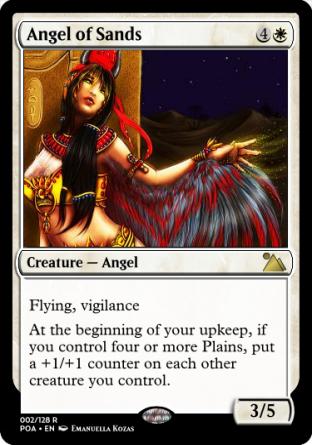 Angel of Sands 4
Creature — Angel
Flying, vigilance
At the beginning of your upkeep, if
you control four or more Plains, put
a +1/+1 counter on each other
creature you control.
3/5
002/128 R
POA • EN Emanuella Kozas